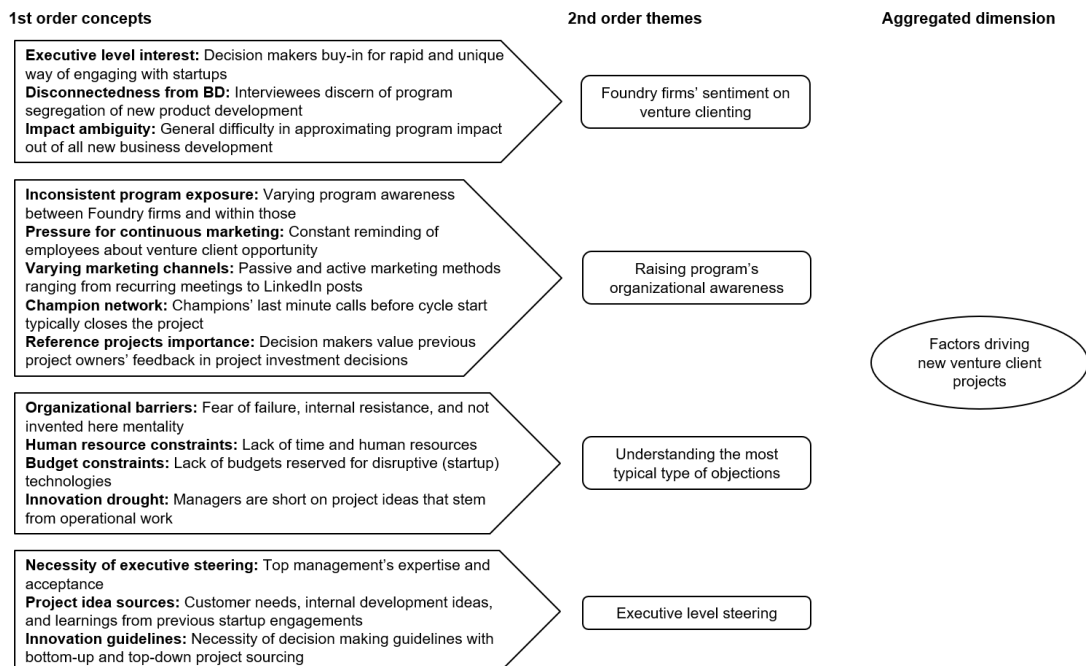 1st order concepts
2nd order themes
Aggregated dimension
Executive level interest: Decision makers buy-in for rapid and unique
way of engaging with startups
Disconnectedness from BD: Interviewees discern of program
segregation of new product development
Impact ambiguity: General difficulty in approximating program impact
out of all new business development
Foundry firms' sentiment on
venture clienting
Inconsistent program exposure: Varying program awareness
between Foundry firms and within those
Pressure for continuous marketing: Constant reminding of
employees about venture client opportunity
Varying marketing channels: Passive and active marketing methods
ranging from recurring meetings to LinkedIn posts
Champion network: Champions' last minute calls before cycle start
typically closes the project
Reference projects importance: Decision makers value previous
project owners' feedback in project investment decisions
Raising program's
organizational awareness
Organizational barriers: Fear of failure, internal resistance, and not
invented here mentality
Human resource constraints: Lack of time and human resources
Budget constraints: Lack of budgets reserved for disruptive (startup)
technologies
Innovation drought: Managers are short on project ideas that stem
from operational work
Understanding the most
typical type of objections
Necessity of executive steering: Top management's expertise and
acceptance
Project idea sources: Customer needs, internal development ideas,
and learnings from previous startup engagements
Innovation guidelines: Necessity of decision making guidelines with
bottom-up and top-down project sourcing
Executive level steering
Factors driving
new venture client
projects